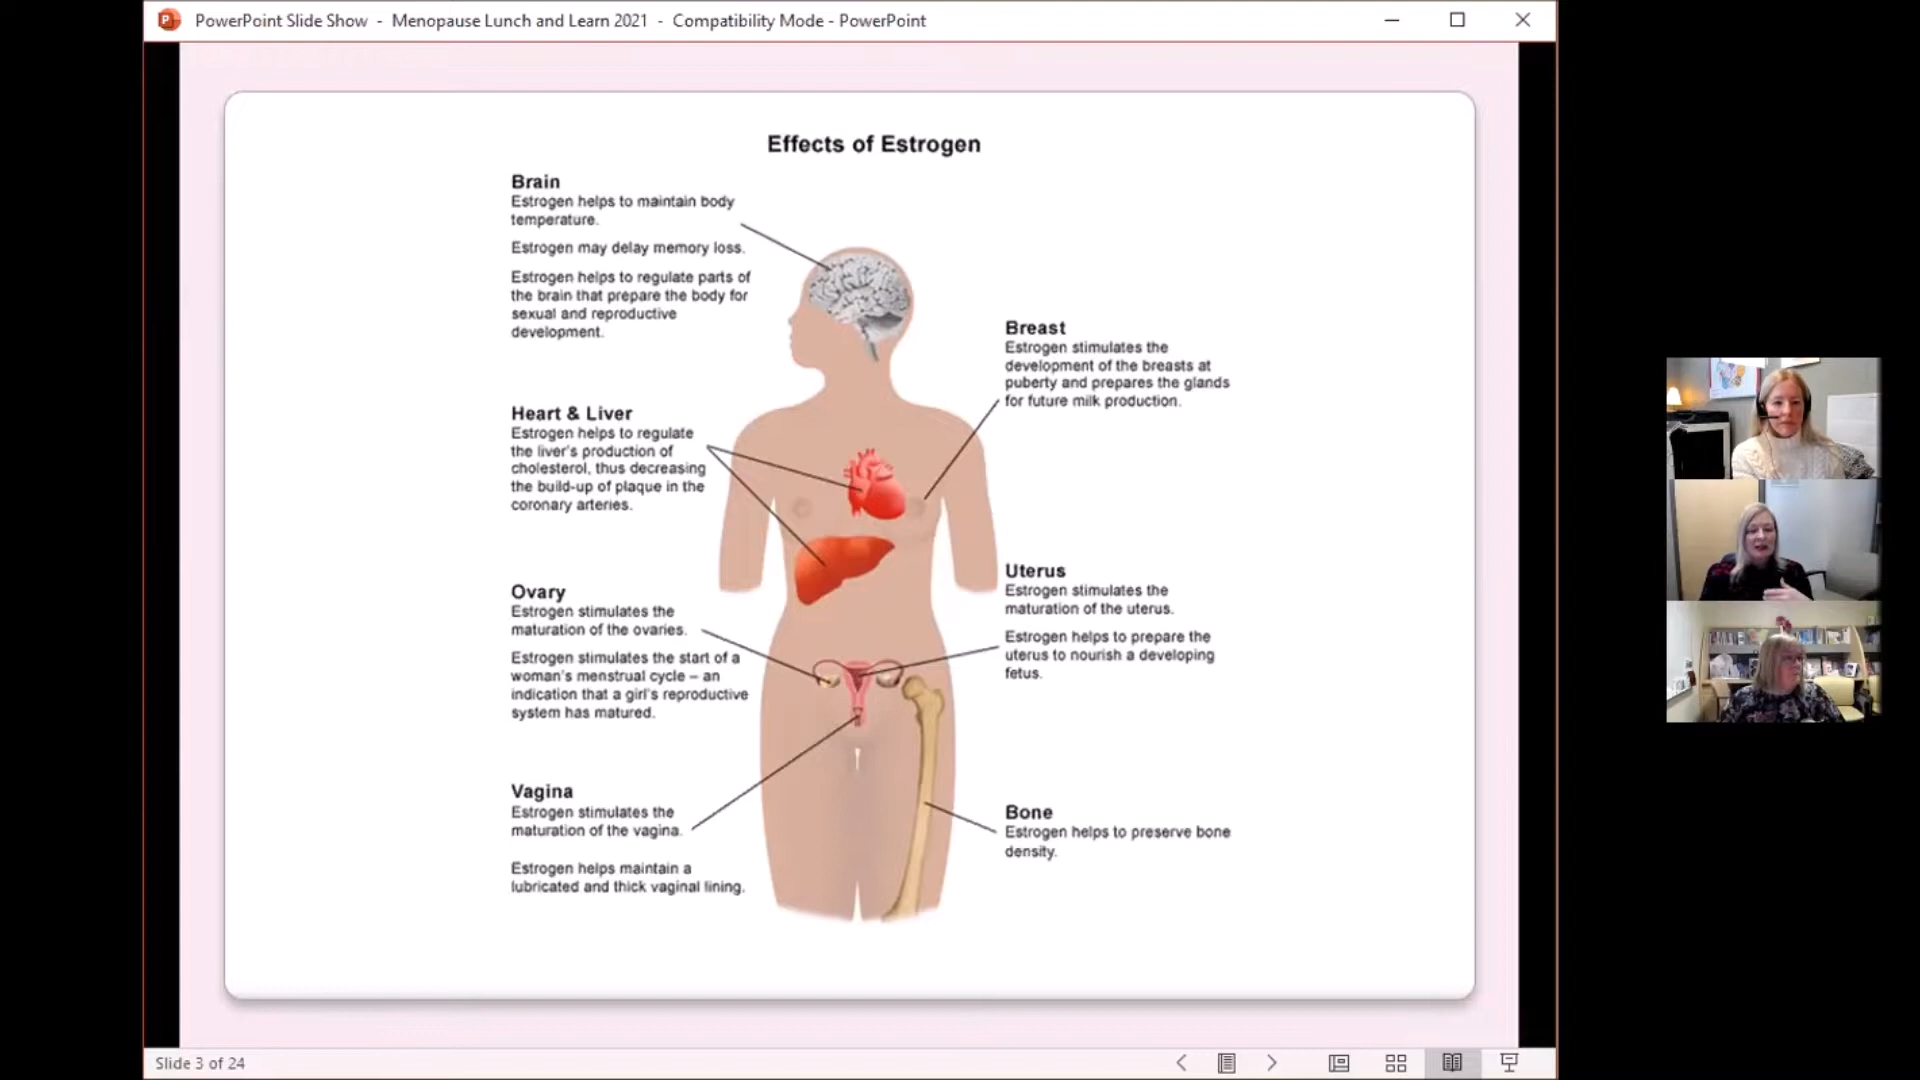 PowerPoint Slide Show - Menopause Lunch and Learn 2021 - Compatibility Mode - PowerPoint
Effects of Estrogen
Brain
Estrogen helps to maintain body
temperature.
Estrogen may delay memory loss.
Estrogen helps to regulate parts of
the brain that prepare the body for
sexual and reproductive
development.
Heart & Liver
Estrogen helps to regulate
the liver's production of
cholesterol, thus decreasing
the build-up of plaque in the
coronary arteries.
Ovary
Estrogen stimulates the
maturation of the ovaries.
Estrogen stimulates the start of a
woman's menstrual cycle – an
indication that a girl's reproductive
system has matured.
Vagina
Estrogen stimulates the
maturation of the vagina.
Estrogen helps maintain a
lubricated and thick vaginal lining.
Breast
Estrogen stimulates the
development of the breasts at
puberty and prepares the glands
for future milk production.
Uterus
Estrogen stimulates the
maturation of the uterus.
Estrogen helps to prepare the
uterus to nourish a developing
fetus.
Bone
Estrogen helps to preserve bone
density.
Slide 3 of 24